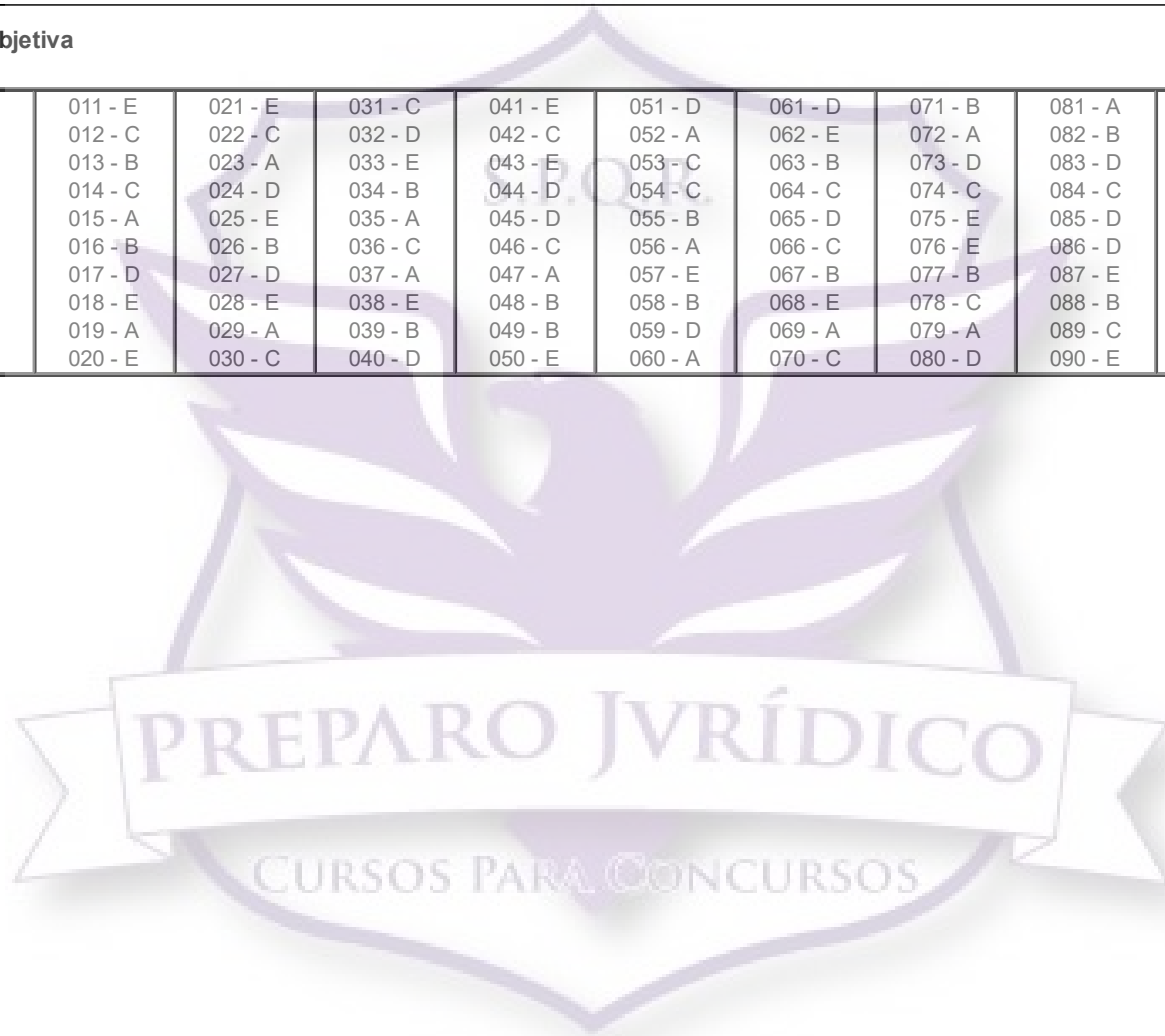 bjetiva
011 - E 021 - E 031 - C 041 - E 051 - D 061 - D 071 - B 081 - A
012 - C 022 - C 032 - D 042 - C 052 - A 062 - E 072 - A 082 - B
013 - B 023 - A 033 - E 043 - E 053 - C 063 - B 073 - D 083 - D
014 - C 024 - D 034 - B 044 - D 054 - C 064 - C 074 - C 084 - C
015 - A 025 - E 035 - A 045 - D 055 - B 065 - D 075 - E 085 - D
016 - B 026 - B 036 - C 046 - C 056 - A 066 - C 076 - E 086 - D
017 - D 027 - D 037 - A 047 - A 057 - E 067 - B 077 - B 087 - E
018 - E 028 - E 038 - E 048 - B 058 - B 068 - E 078 - C 088 - B
019 - A 029 - A 039 - B 049 - B 059 - D 069 - A 079 - A 089 - C
020 - E 030 - C 040 - D 050 - E 060 - A 070 - C 080 - D 090 - E
S.P.Q.R.
PREPARO JVRÍDICO
CURSOS PARA CONCURSOS